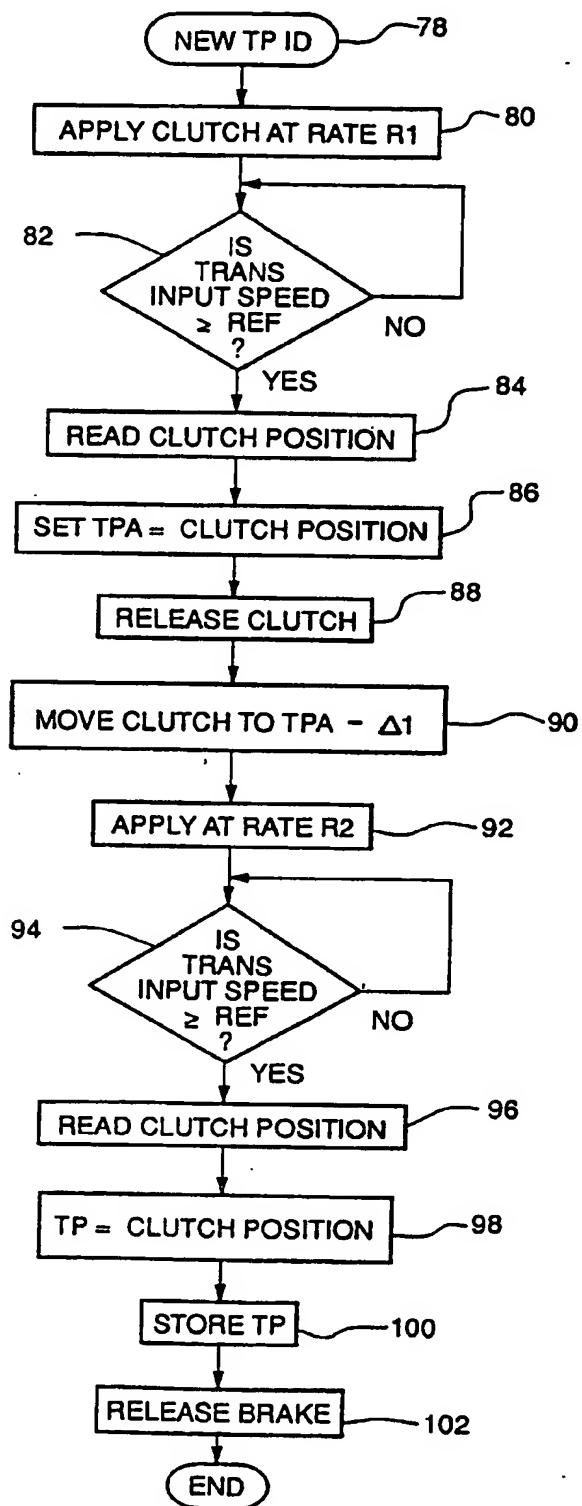 NEW TP ID
78
APPLY CLUTCH AT RATE R1
80
82
IS
TRANS
INPUT SPEED
≥ REF
?
NO
YES
84
READ CLUTCH POSITION
86
SET TPA = CLUTCH POSITION
88
RELEASE CLUTCH
MOVE CLUTCH TO TPA - Δ1
90
APPLY AT RATE R2
92
94
IS
TRANS
INPUT SPEED
≥ REF
?
NO
YES
96
READ CLUTCH POSITION
TP = CLUTCH POSITION
98
STORE TP
100
RELEASE BRAKE
102
END